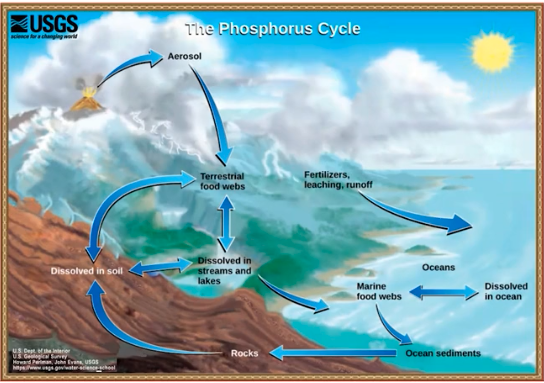 USGS
science for a changing world
The Phosphorus Cycle
Aerosol
Terrestrial
food webs
Fertilizers,
leaching, runoff
Dissolved in soil
Dissolved in
streams and
lakes
Oceans
Marine
food webs
Dissolved
in ocean
Rocks
Ocean sediments
U.S. Dept. of the Interior
U.S. Geological Survey
Howard Perlman, John Evans, USGS
https://www.usgs.gov/water-science-school